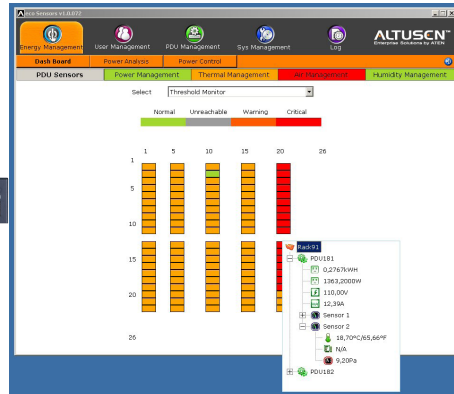 Eco Sensors v1.0.072
Energy Management User Management PDU Management Sys Management Log
ALTUSCN™
Enterprise Solutions by ATEN
Dash Board Power Analysis Power Control
PDU Sensors Power Management Thermal Management Air Management Humidity Management
Select Threshold Monitor
Normal Unreachable Warning Critical
1 5 10 15 20 26
1
5
10
15
20
26
Rack91
PDU181
0,2767kWH
1363,2000W
110,00V
12,39A
Sensor 1
Sensor 2
18,70°C/65,66°F
N/A
9,20Pa
PDU182